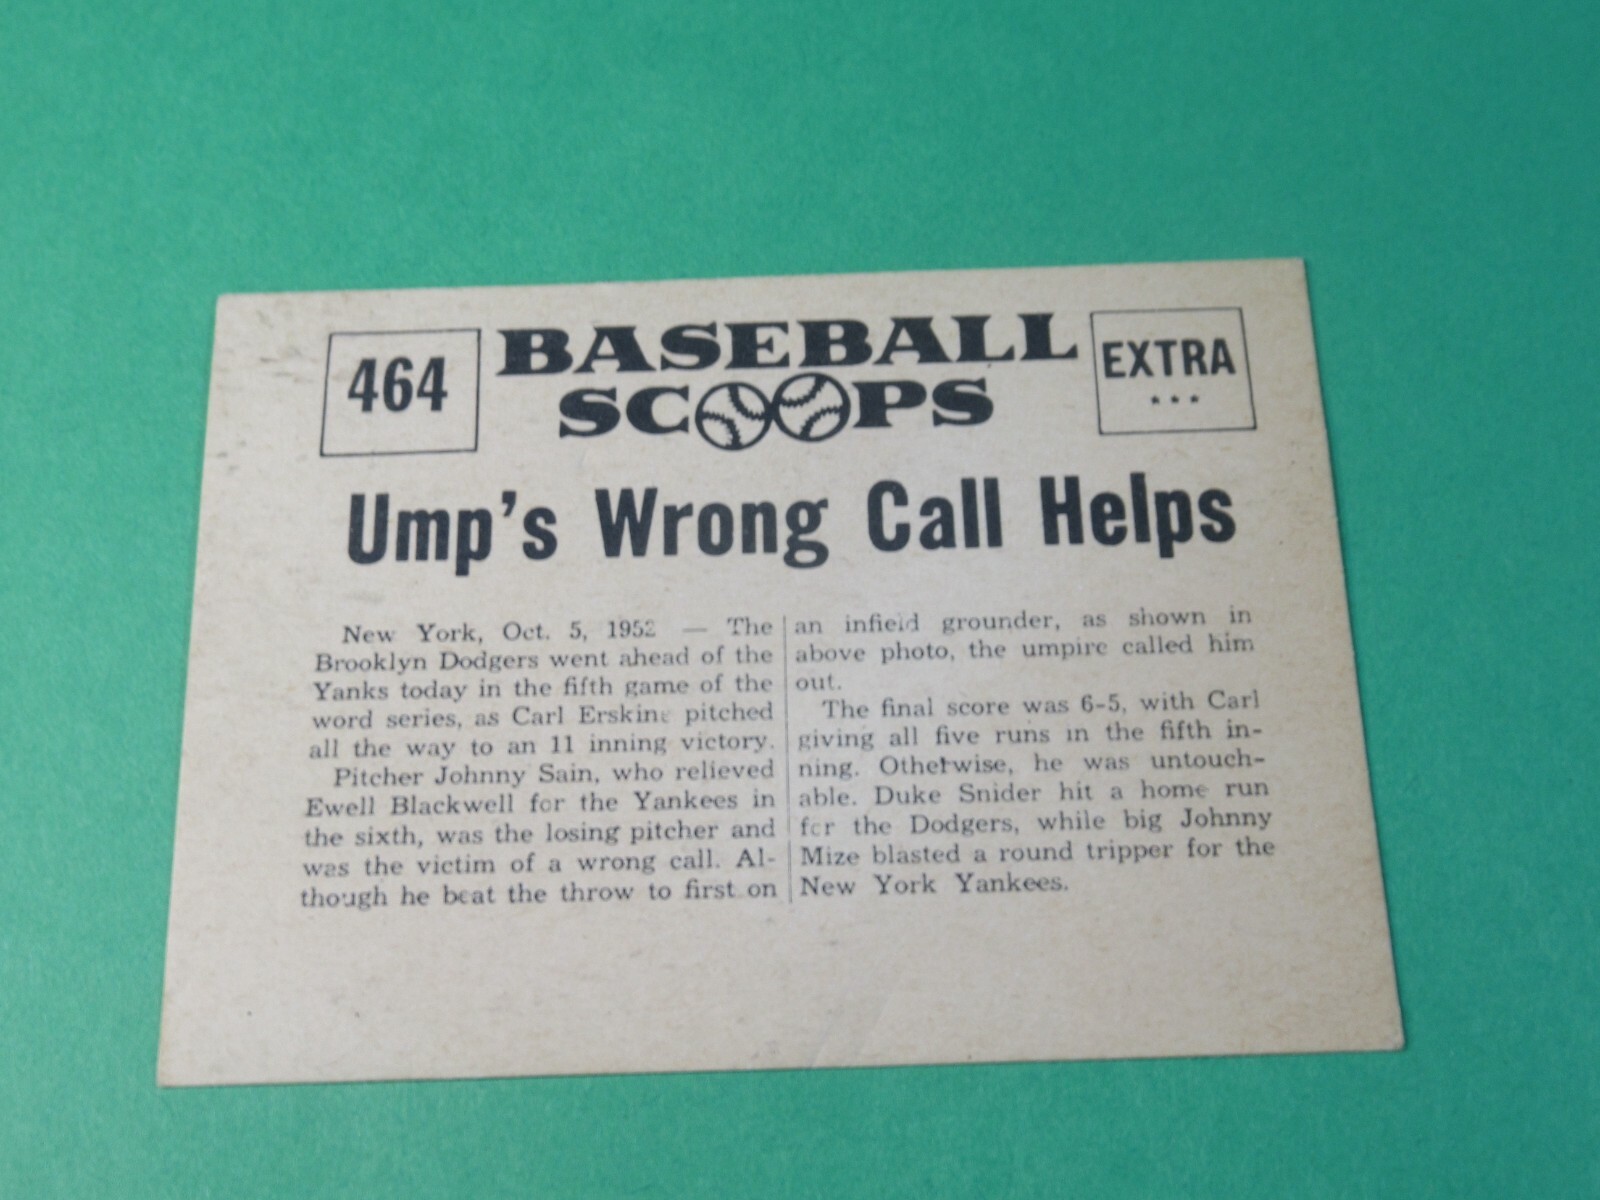 464
BASEBALL
SCOOPS
EXTRA
***
Ump's Wrong Call Helps
New York, Oct. 5, 1952 — The
Brooklyn Dodgers went ahead of the
Yanks today in the fifth game of the
word series, as Carl Erskine pitched
all the way to an 11 inning victory.
Pitcher Johnny Sain, who relieved
Ewell Blackwell for the Yankees in
the sixth, was the losing pitcher and
was the victim of a wrong call. Al-
though he beat the throw to first on
an infield grounder, as shown in
above photo, the umpire called him
out.
The final score was 6-5, with Carl
giving all five runs in the fifth in-
ning. Othetwise, he was untouch-
able. Duke Snider hit a home run
for the Dodgers, while big Johnny
Mize blasted a round tripper for the
New York Yankees.